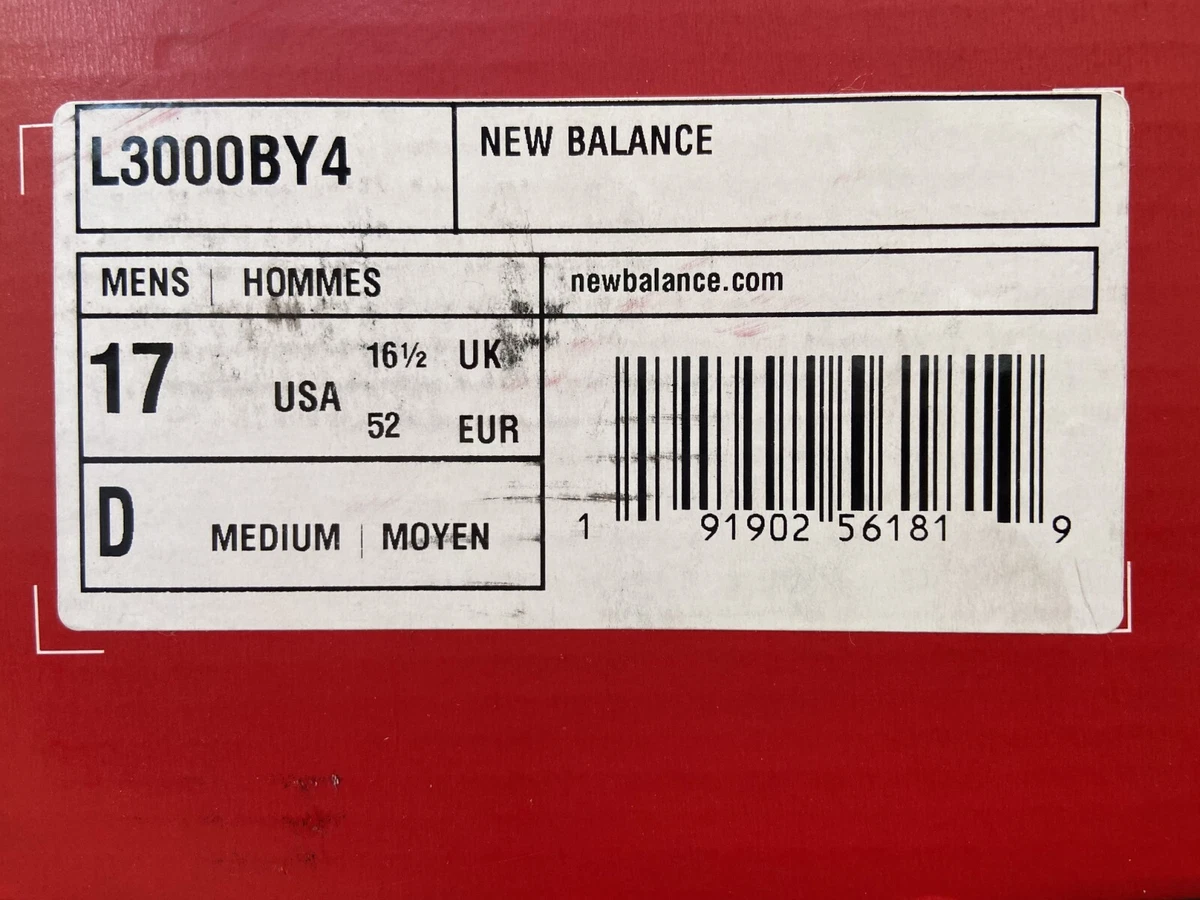 L3000BY4
NEW BALANCE
MENS | HOMMES
newbalance.com
17 USA
16½ UK
52 EUR
D MEDIUM | MOYEN
1 91902 56181 9